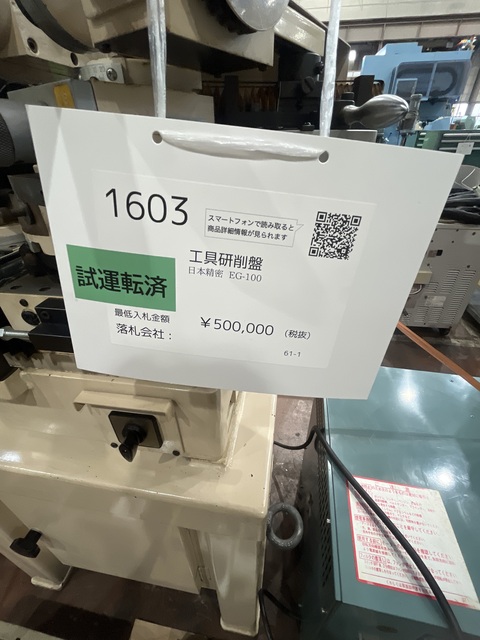 1603
スマートフォンで読み取ると
商品詳細情報が見られます
試運転済
工具研削盤
日本精密 EG-100
最低入札金額
¥500,000 (税抜)
落札会社:
61-1